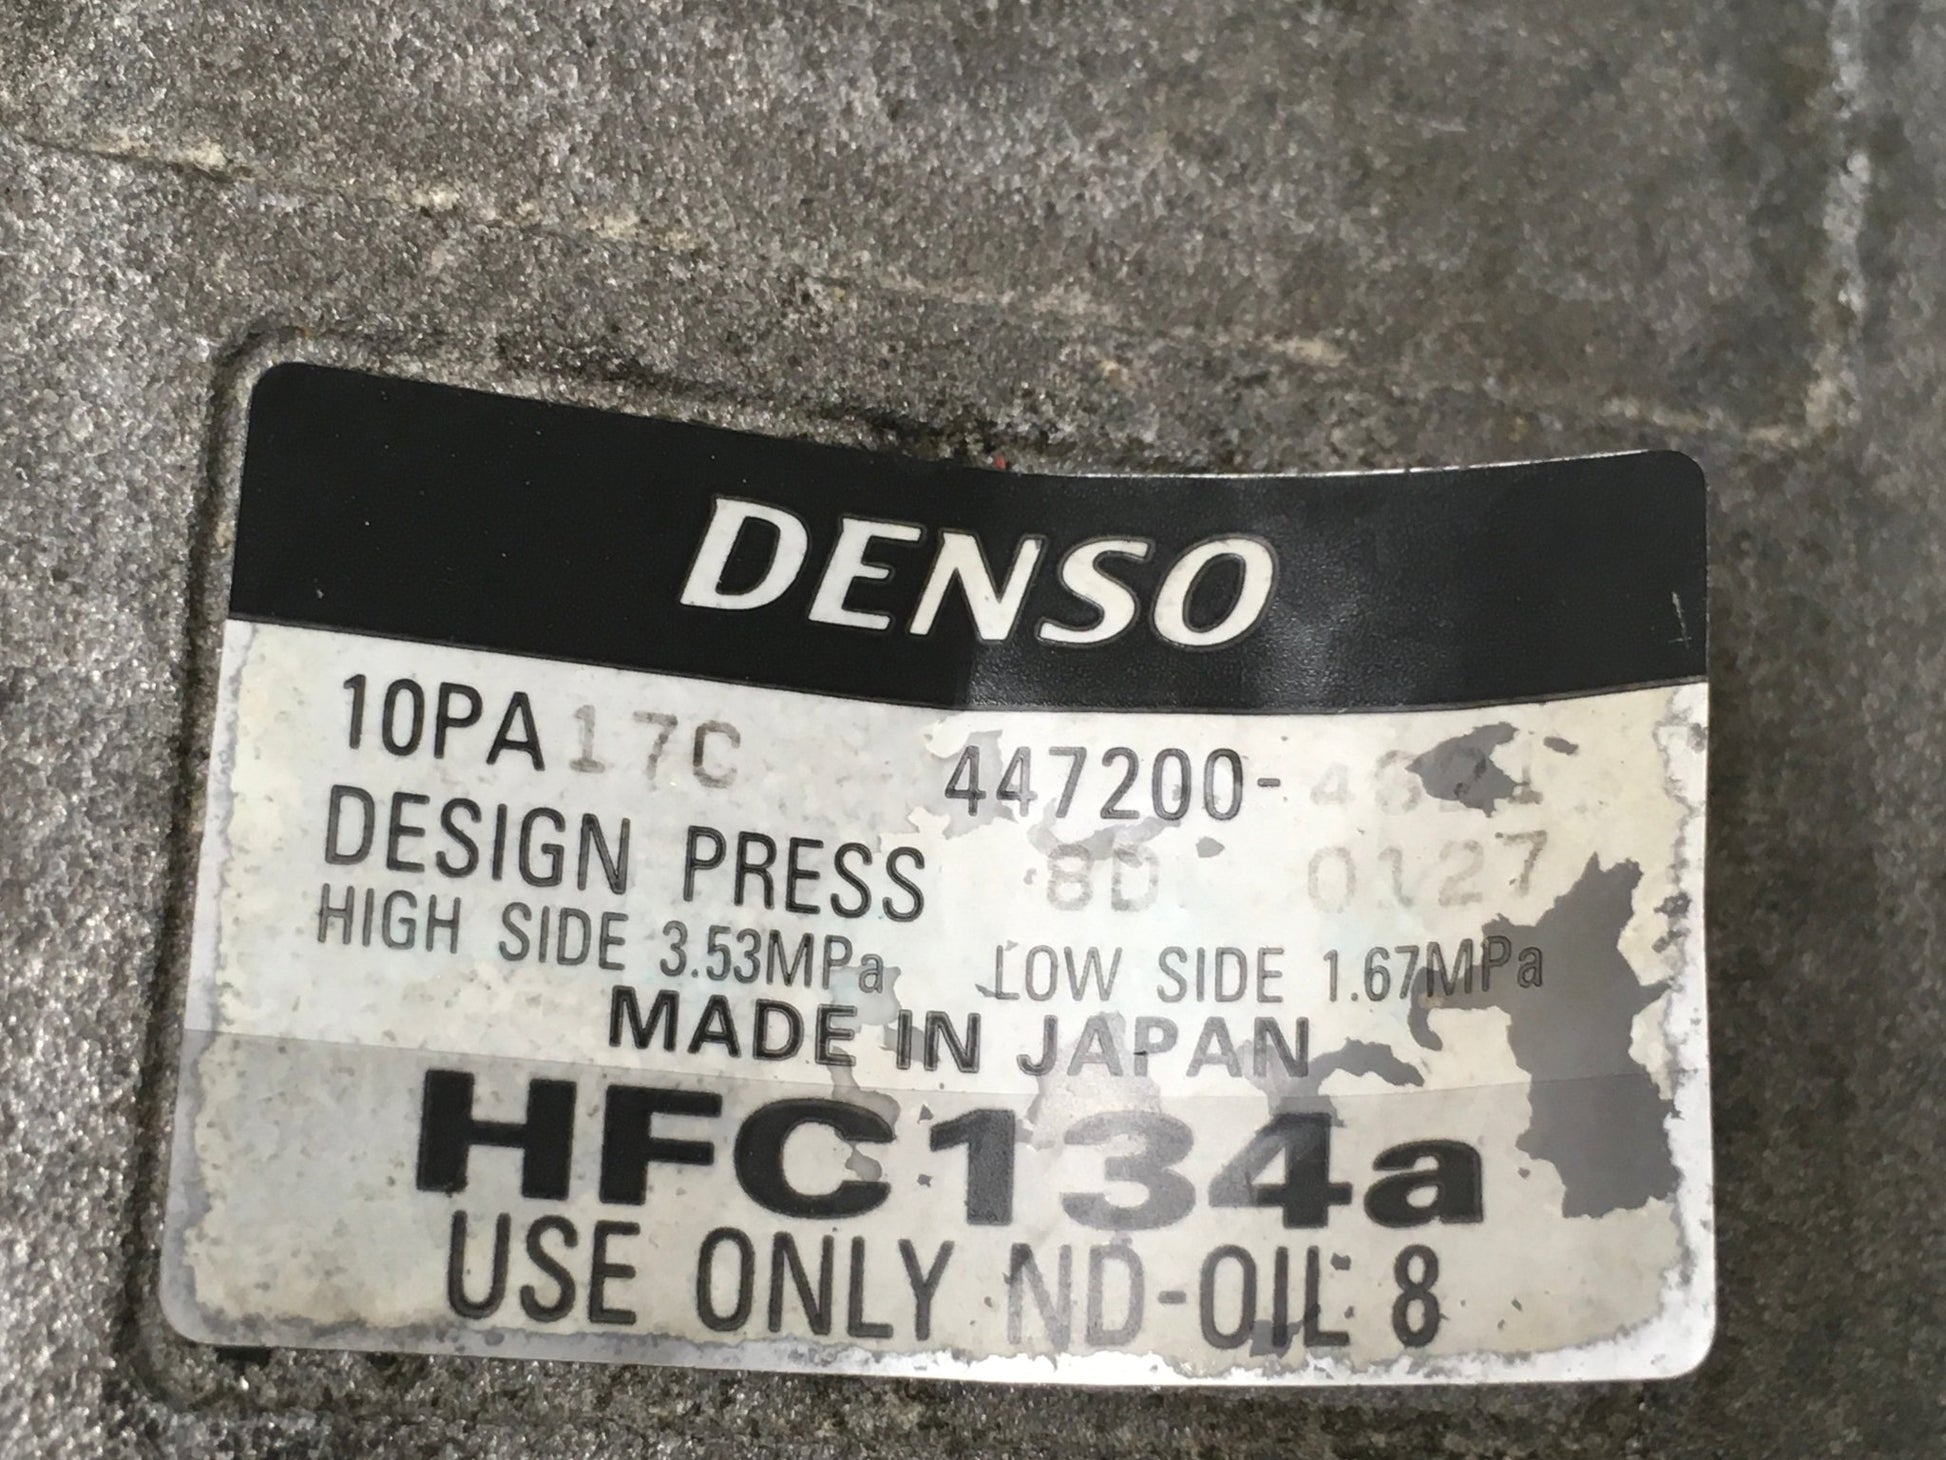 DENSO
10PA17C 447200-
DESIGN PRESS 8D 0127
HIGH SIDE 3.53MPa LOW SIDE 1.67MPa
MADE IN JAPAN
HFC134a
USE ONLY ND-OIL 8